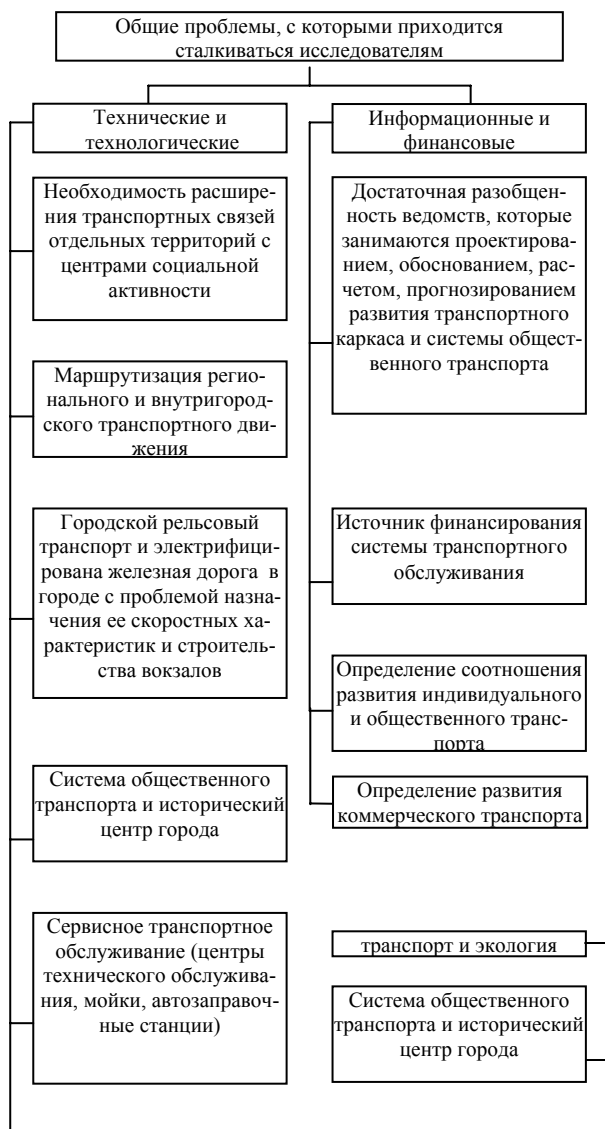 Общие проблемы, с которыми приходится
сталкиваться исследователям
Технические и
технологические
Необходимость расшире-
ния транспортных связей
отдельных территорий с
центрами социальной
активности
Маршрутизация регио-
нального и внутригород-
ского транспортного дви-
жения
Городской рельсовый
транспорт и электрифици-
рована железная дорога в
городе с проблемой назна-
чения ее скоростных ха-
рактеристик и строитель-
ства вокзалов
Система общественного
транспорта и исторический
центр города
Сервисное транспортное
обслуживание (центры
технического обслужива-
ния, мойки, автозаправоч-
ные станции)
Информационные и
финансовые
Достаточная разобщен-
ность ведомств, которые
занимаются проектирова-
нием, обоснованием, рас-
четом, прогнозированием
развития транспортного
каркаса и системы общест-
венного транспорта
Источник финансирования
системы транспортного
обслуживания
Определение соотношения
развития индивидуального
и общественного транс-
порта
Определение развития
коммерческого транспорта
транспорт и экология
Система общественного
транспорта и исторический
центр города